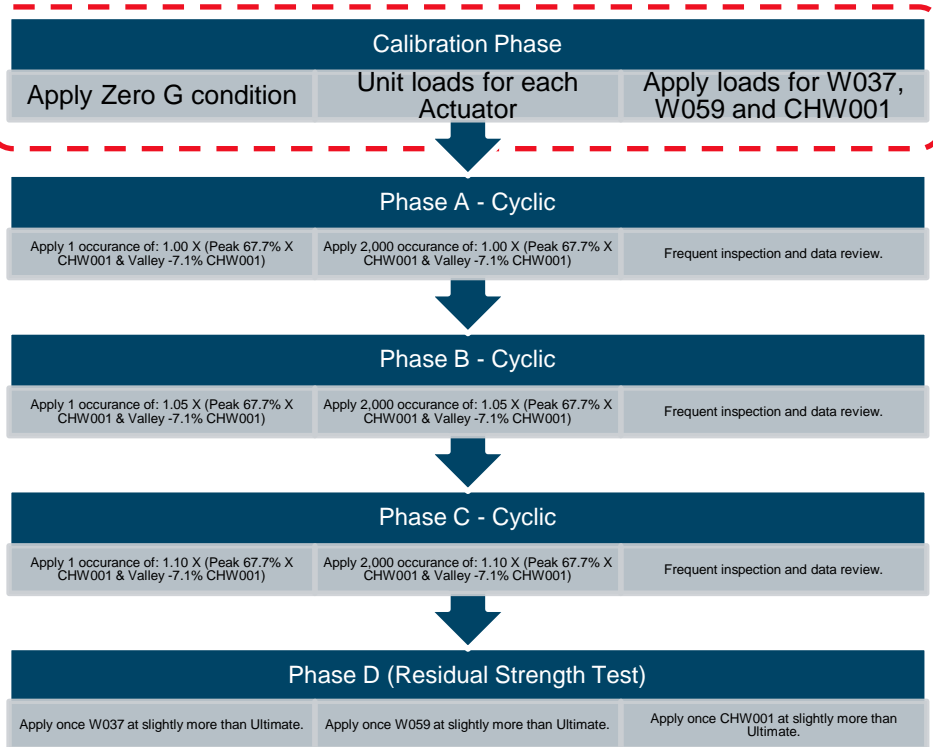 Calibration Phase
Apply Zero G condition
Unit loads for each
Actuator
Apply loads for W037,
W059 and CHW001
Phase A - Cyclic
Apply 1 occurance of: 1.00 X (Peak 67.7% X
CHW001 & Valley -7.1% CHW001)
Apply 2,000 occurance of: 1.00 X (Peak 67.7% X
CHW001 & Valley -7.1% CHW001)
Frequent inspection and data review.
Phase B - Cyclic
Apply 1 occurance of: 1.05 X (Peak 67.7% X
CHW001 & Valley -7.1% CHW001)
Apply 2,000 occurance of: 1.05 X (Peak 67.7% X
CHW001 & Valley -7.1% CHW001)
Frequent inspection and data review.
Phase C - Cyclic
Apply 1 occurance of: 1.10 X (Peak 67.7% X
CHW001 & Valley -7.1% CHW001)
Apply 2,000 occurance of: 1.10 X (Peak 67.7% X
CHW001 & Valley -7.1% CHW001)
Frequent inspection and data review.
Phase D (Residual Strength Test)
Apply once W037 at slightly more than Ultimate.
Apply once W059 at slightly more than Ultimate.
Apply once CHW001 at slightly more than
Ultimate.